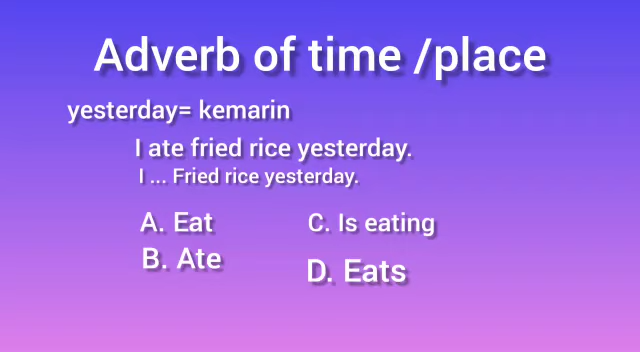 Adverb of time /place
yesterday= kemarin
I ate fried rice yesterday.
I ... Fried rice yesterday.
A. Eat
B. Ate
C. Is eating
D. Eats